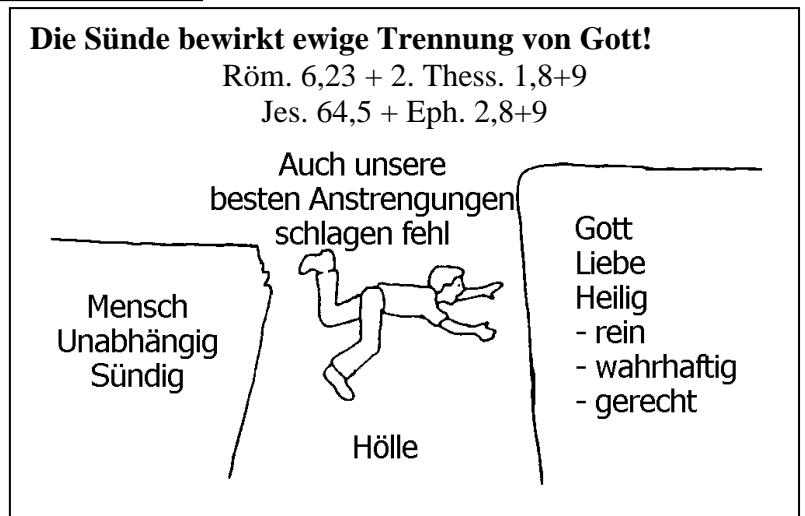 Die Sünde bewirkt ewige Trennung von Gott!
Röm. 6,23 + 2. Thess. 1,8+9
Jes. 64,5 + Eph. 2,8+9
Auch unsere
besten Anstrengungen
schlagen fehl
Mensch
Unabhängig
Sündig
Gott
Liebe
Heilig
- rein
- wahrhaftig
- gerecht
Hölle